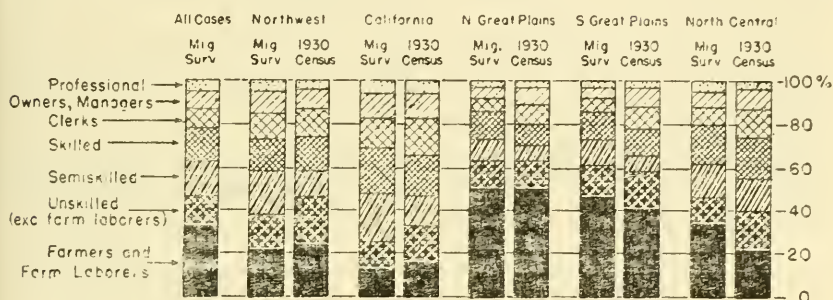 All Cases Northwest California N Great Plains S Great Plains North Central
Mig Surv Mig Surv 1930 Census Mig Surv 1930 Census Mig. Surv 1930 Census Mig Surv 1930 Census Mig Surv 1930 Census
Professional
Owners, Managers
Clerks
Skilled
Semiskilled
Unskilled
(exc farm laborers)
Farmers and
Farm Laborers
100%
80
60
40
20
0